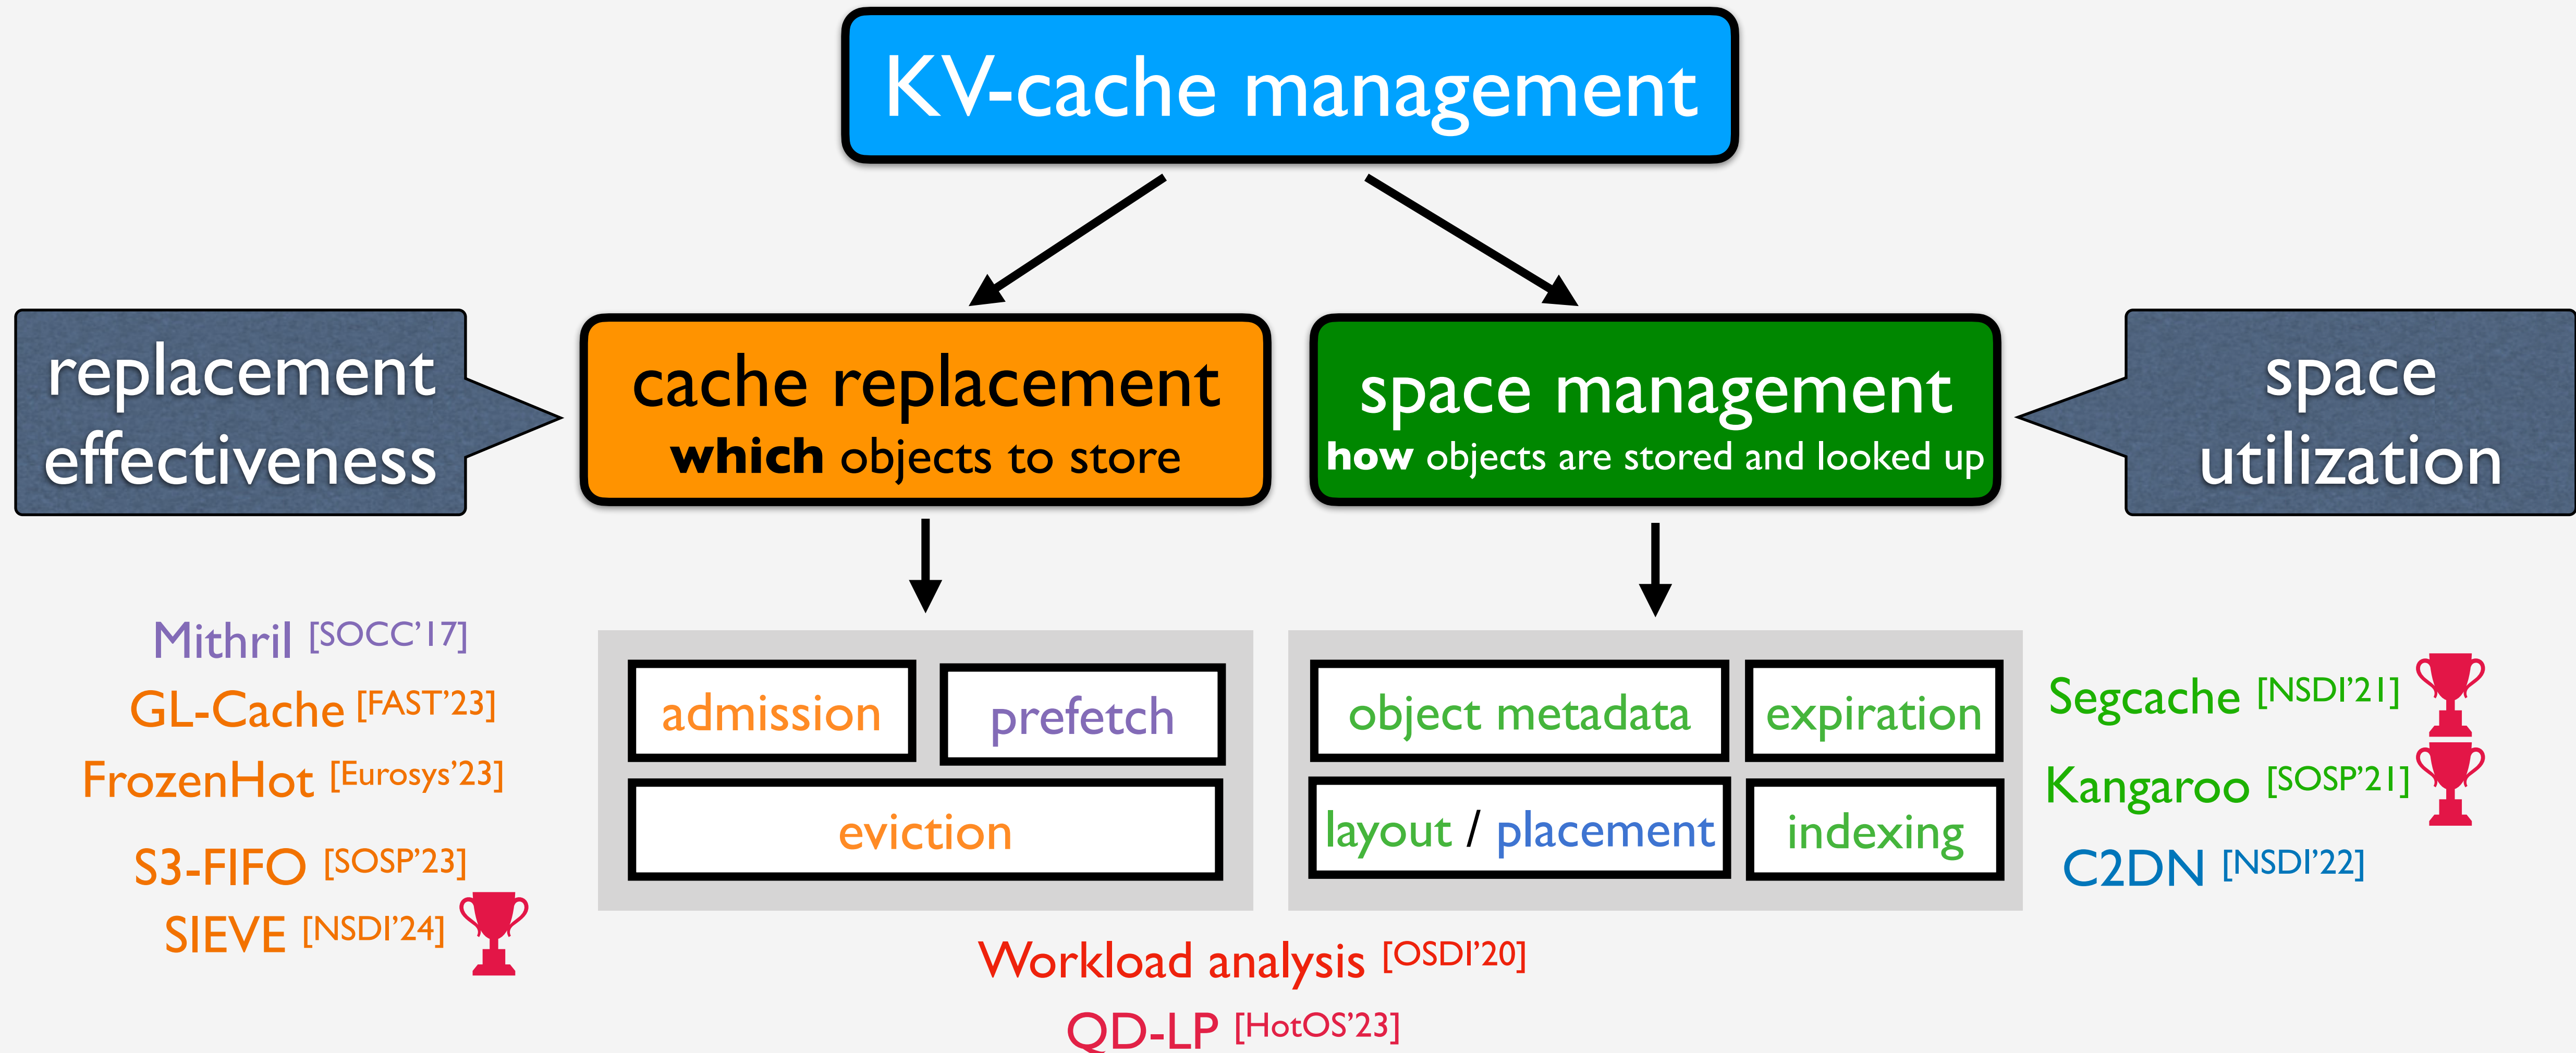 KV-cache management
replacement
effectiveness
cache replacement
which objects to store
space management
how objects are stored and looked up
space
utilization
Mithril [SOCC'17]
GL-Cache [FAST'23]
FrozenHot [Eurosys'23]
S3-FIFO [SOSP'23]
SIEVE [NSDI'24]
admission
prefetch
eviction
object metadata
expiration
layout / placement
indexing
Segcache [NSDI'21]
Kangaroo [SOSP'21]
C2DN [NSDI'22]
Workload analysis [OSDI'20]
QD-LP [HotOS'23]